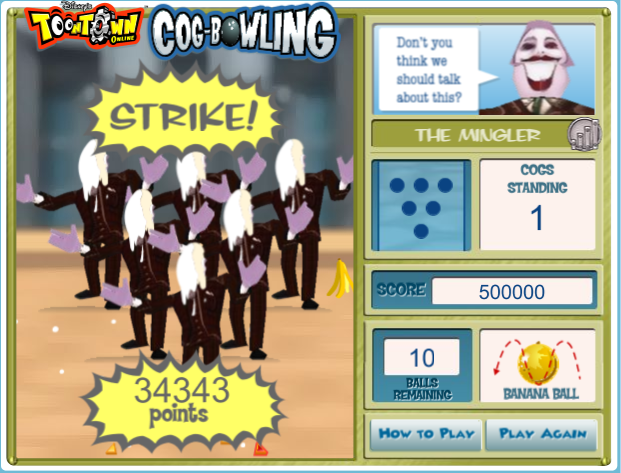 Disney's
TOONTOWN
ONLINE
COG-BOWLING
STRIKE!
34343
points
Don't you
think we
should talk
about this?
THE MINGLER
COGS
STANDING
1
SCORE 500000
10
BALLS
REMAINING
BANANA BALL
HOW TO PLAY
PLAY AGAIN